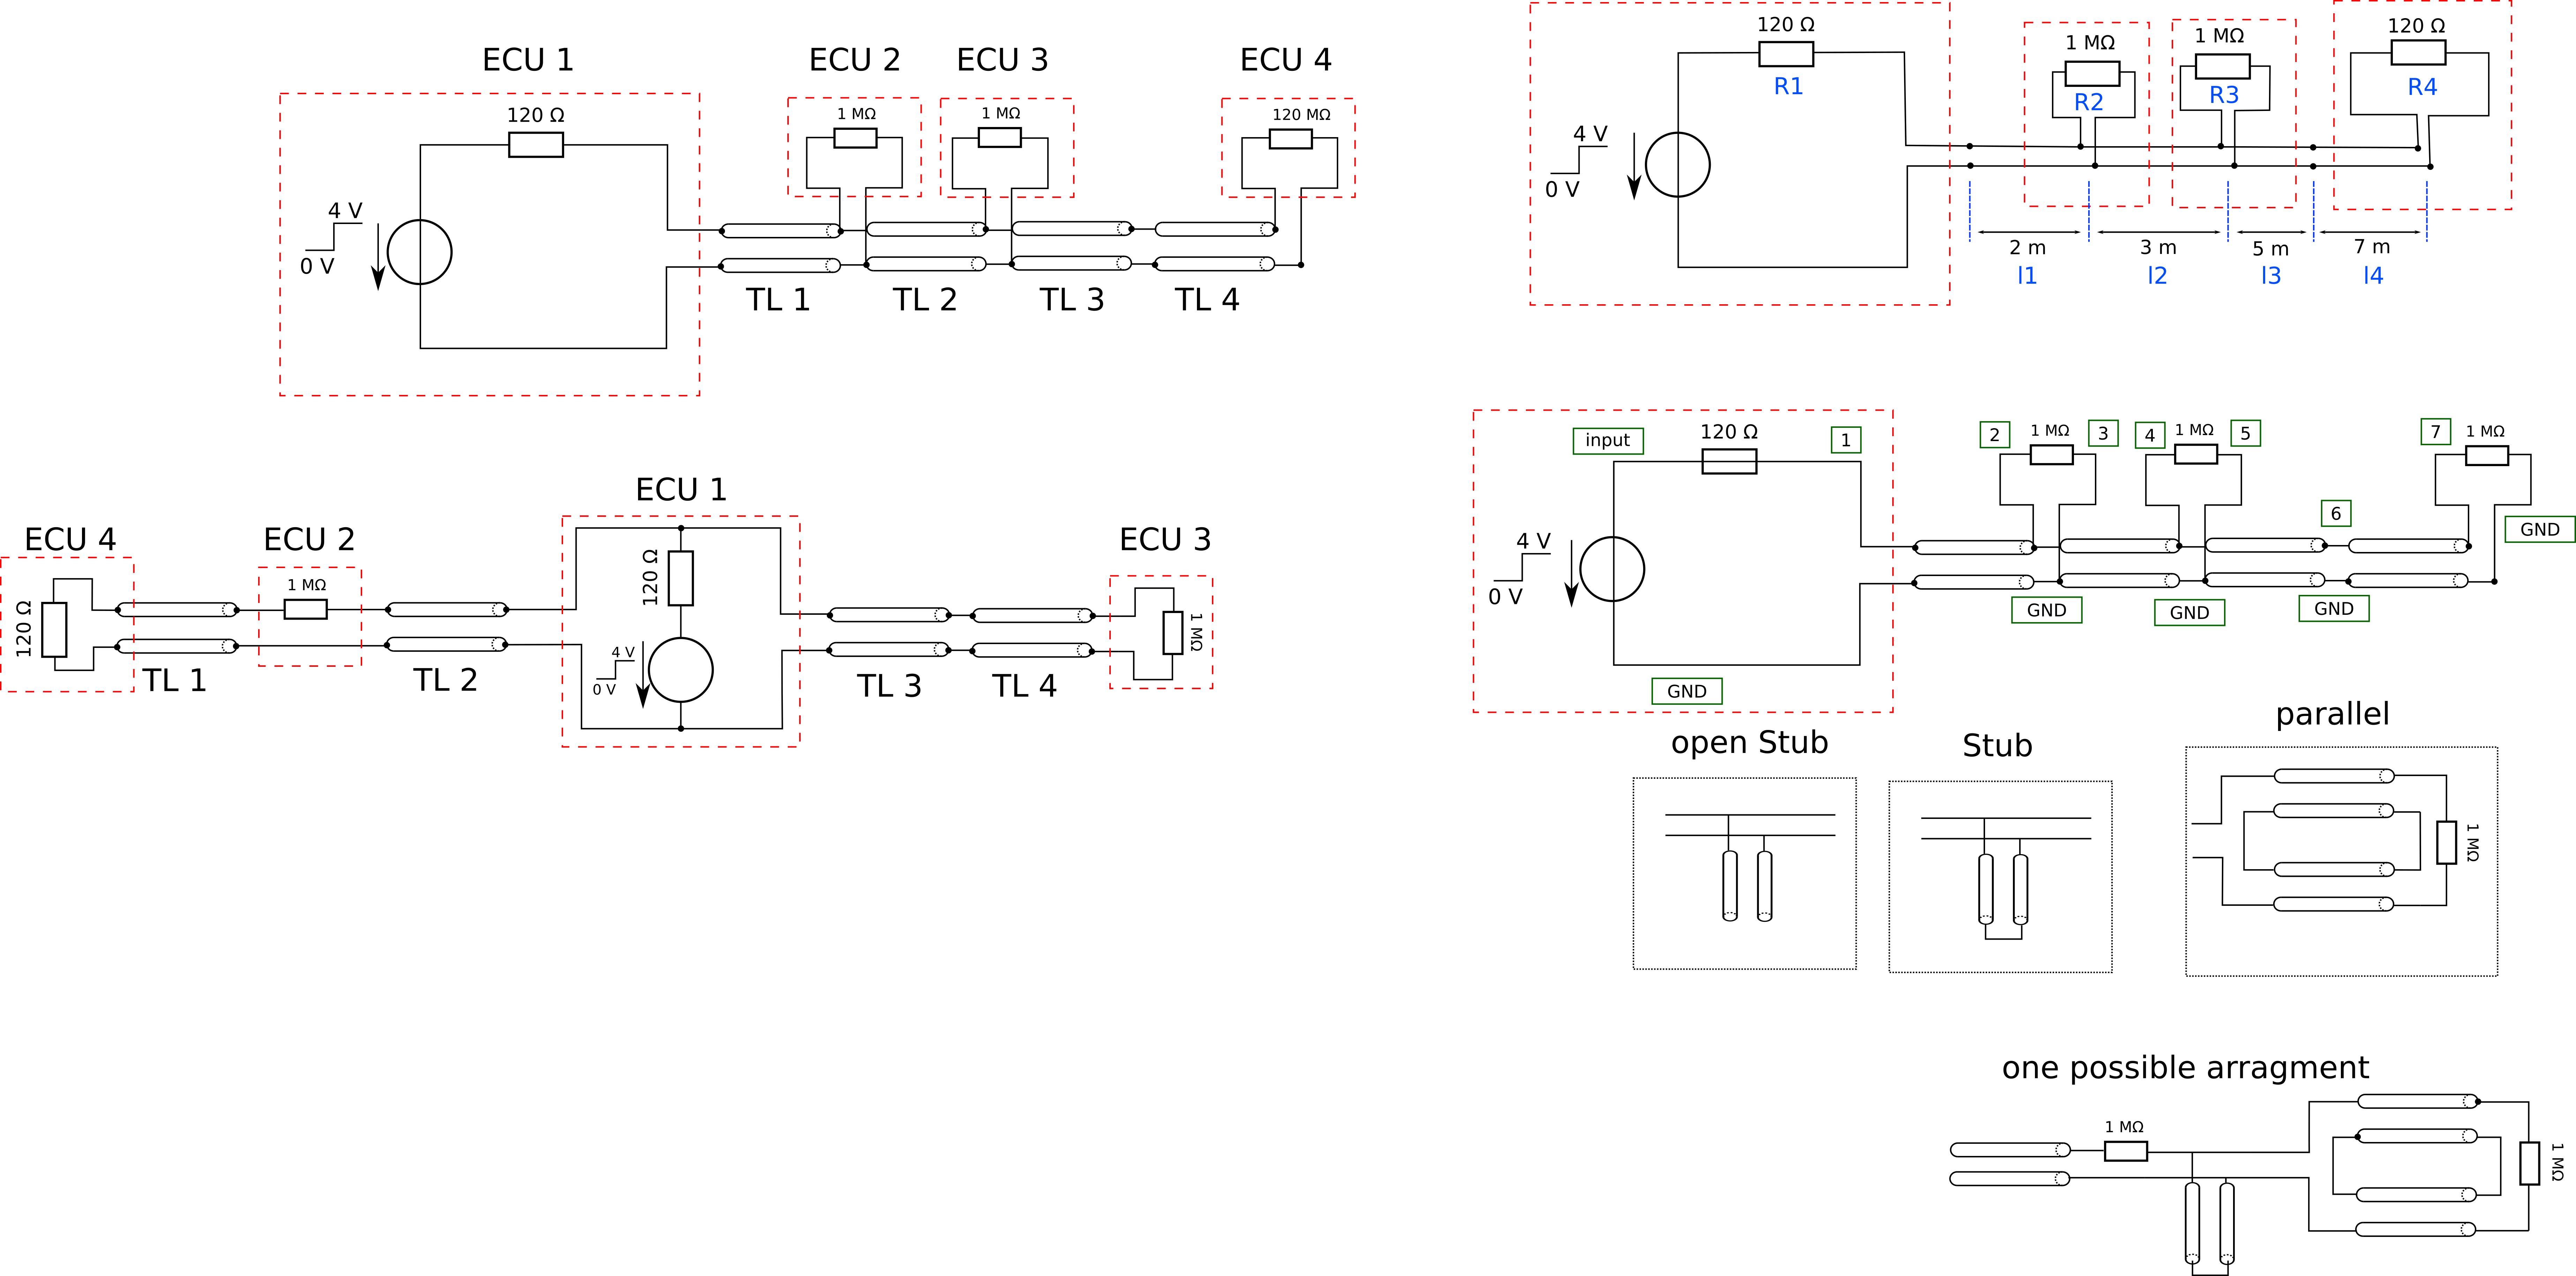 ECU 1
ECU 2
ECU 3
ECU 4
120 Ω
1 MΩ
1 MΩ
120 MΩ
4 V
0 V
TL 1
TL 2
TL 3
TL 4
120 Ω
R1
1 MΩ
R2
1 MΩ
R3
120 Ω
R4
4 V
0 V
2 m
3 m
5 m
7 m
l1
l2
l3
l4
ECU 4
ECU 2
ECU 1
ECU 3
120 Ω
1 MΩ
120 Ω
4 V
0 V
1 MΩ
TL 1
TL 2
TL 3
TL 4
input
120 Ω
1
2
1 MΩ
3
4
1 MΩ
5
7
1 MΩ
6
GND
4 V
0 V
GND
GND
GND
GND
open Stub
Stub
parallel
1 MΩ
one possible arragment
1 MΩ
1 MΩ